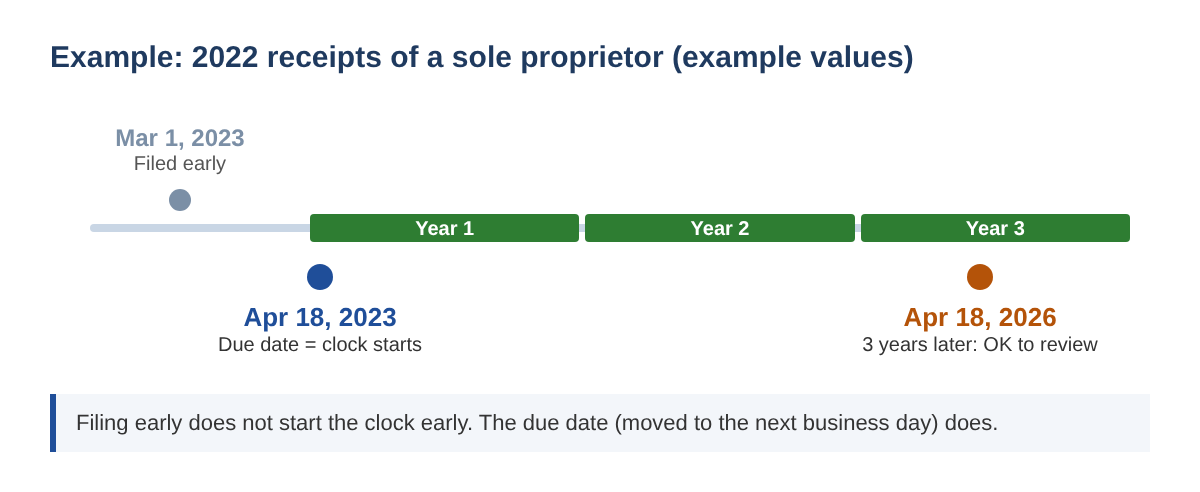 Example: 2022 receipts of a sole proprietor (example values)
Mar 1, 2023
Filed early
Year 1
Year 2
Year 3
Apr 18, 2023
Due date = clock starts
Apr 18, 2026
3 years later: OK to review
Filing early does not start the clock early. The due date (moved to the next business day) does.